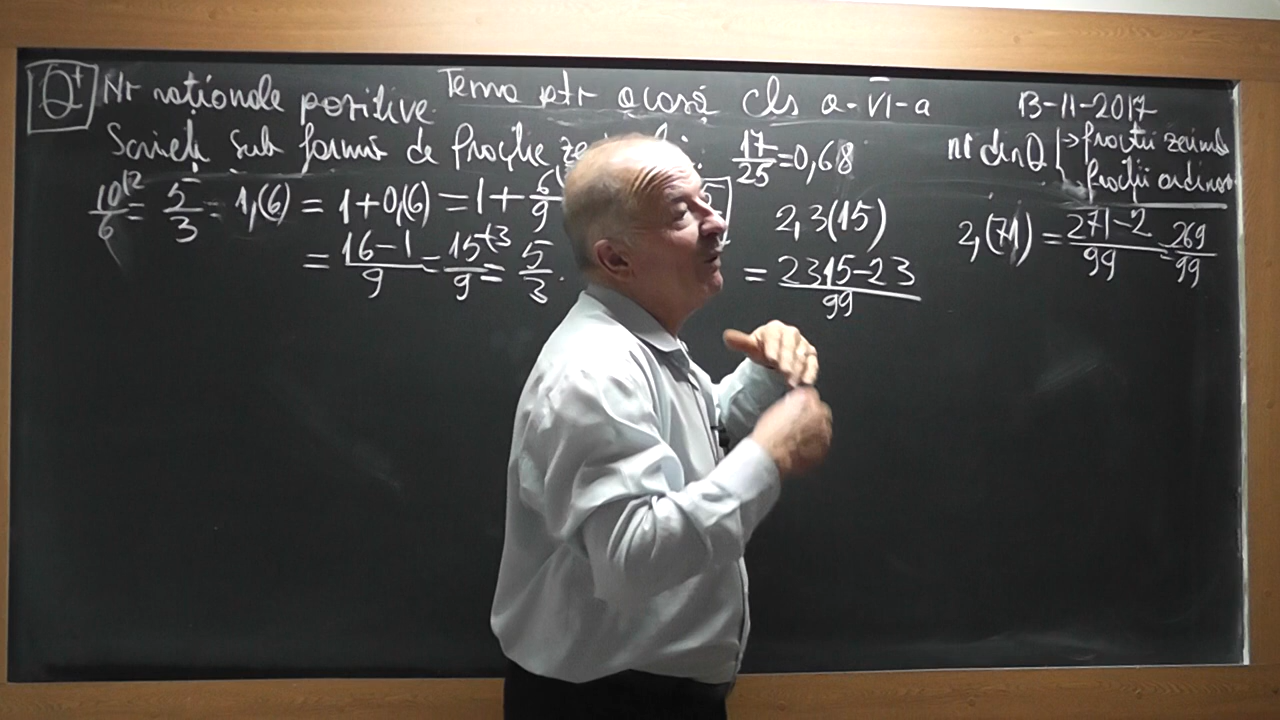 Q+ Nr raționale pozitive. Tema ptr acasă cls a-VI-a 13-11-2017
Scrieți sub formă de fracție 17/25=0,68 nr din Q → fracții zecimale
fracții ordinare
10/6 = 5/3 = 1,(6) = 1+0,(6) = 1+6/9 2,3(15) 2,(71) = 271-2/99 = 269/99
= 16-1/9 = 15/9 = 5/3. = 2315-23/99